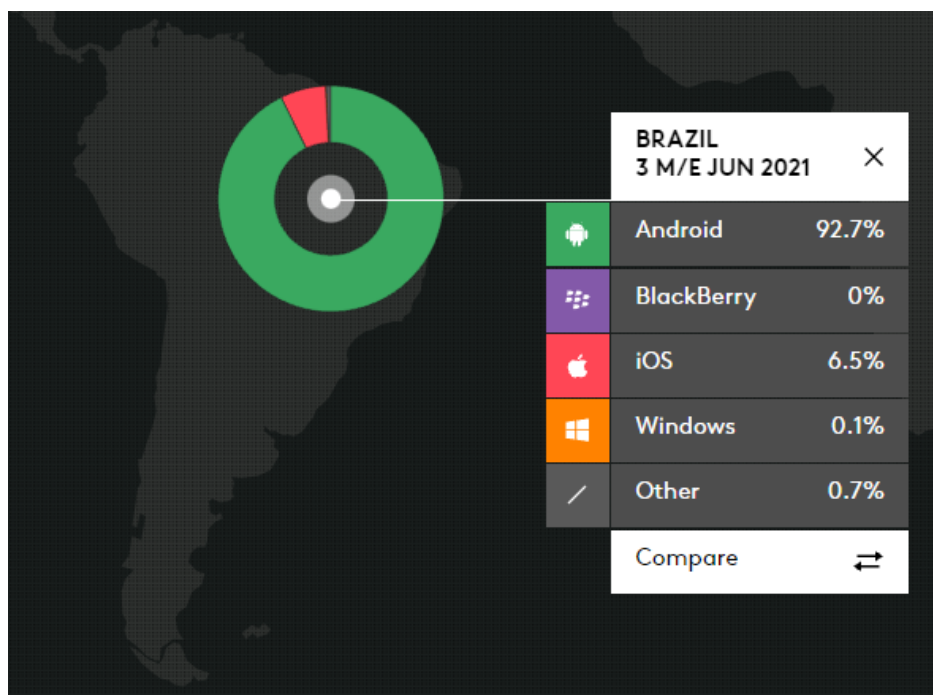 BRAZIL
3 M/E JUN 2021
Android 92.7%
BlackBerry 0%
iOS 6.5%
Windows 0.1%
Other 0.7%
Compare